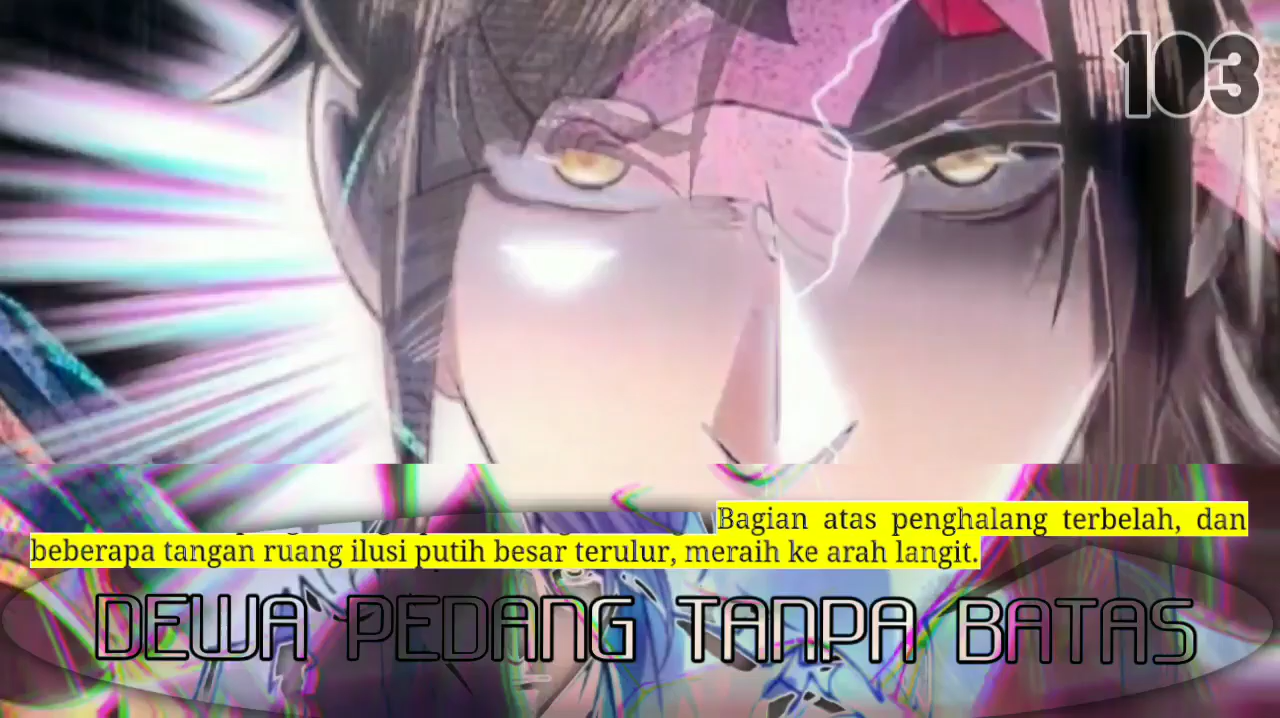 103
Bagian atas penghalang terbelah, dan
beberapa tangan ruang ilusi putih besar terulur, meraih ke arah langit.
DEWA PEDANG TANPA BATAS